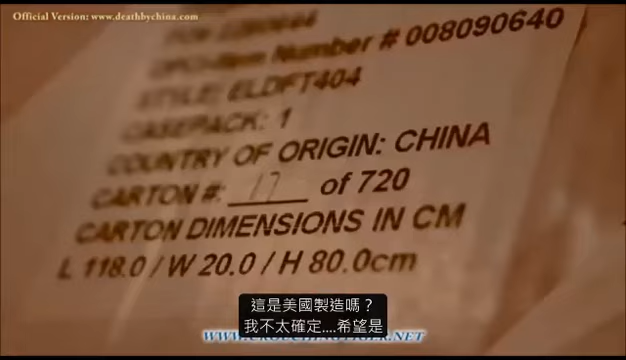 Official Version: www.deathbychina.com
Item Number # 008090640
STYLE: ELDFT404
CASEPACK: 1
COUNTRY OF ORIGIN: CHINA
CARTON #: 17 of 720
CARTON DIMENSIONS IN CM
L 118.0 / W 20.0 / H 80.0cm
這是美國製造嗎？
我不太確定....希望是